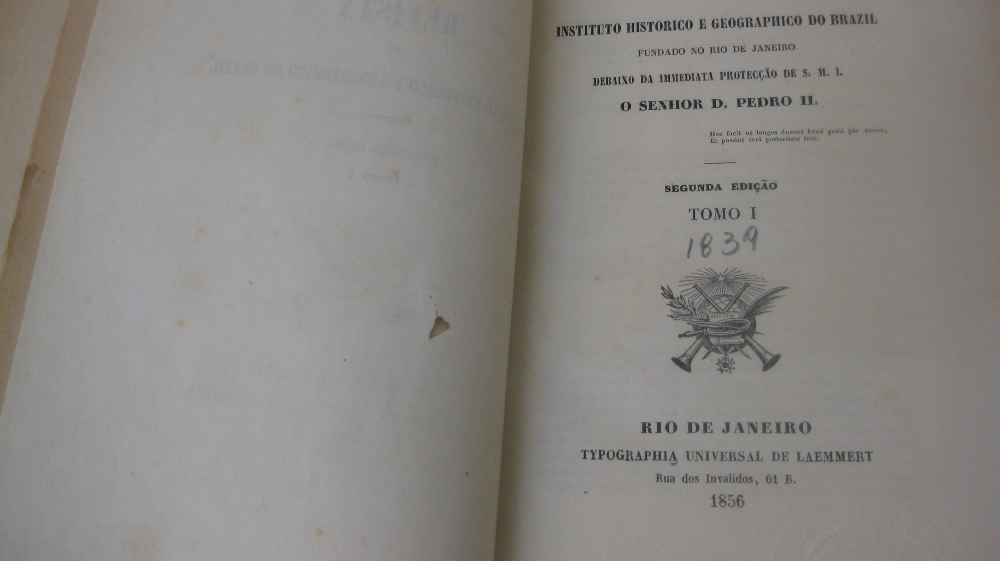 INSTITUTO HISTORICO E GEOGRAPHICO DO BRAZIL
FUNDADO NO RIO DE JANEIRO
DEBAIXO DA IMMEDIATA PROTECÇÃO DE S. M. I.
O SENHOR D. PEDRO II.
Hoc facit ut longos durent benè gesta per annos,
Et possint serâ posteritate frui.
SEGUNDA EDIÇÃO
TOMO I
1839
HISTORIA
RIO DE JANEIRO
TYPOGRAPHIA UNIVERSAL DE LAEMMERT
Rua dos Invalidos, 61 B.
1856